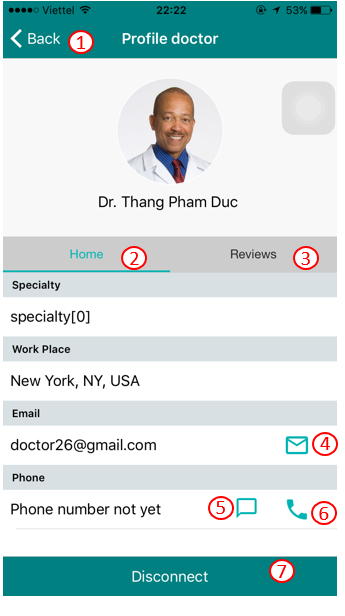 Viettel 22:22 53%
Back 1 Profile doctor
Dr. Thang Pham Duc
Home 2 Reviews 3
Specialty
specialty[0]
Work Place
New York, NY, USA
Email
doctor26@gmail.com 4
Phone
Phone number not yet 5 6
Disconnect 7